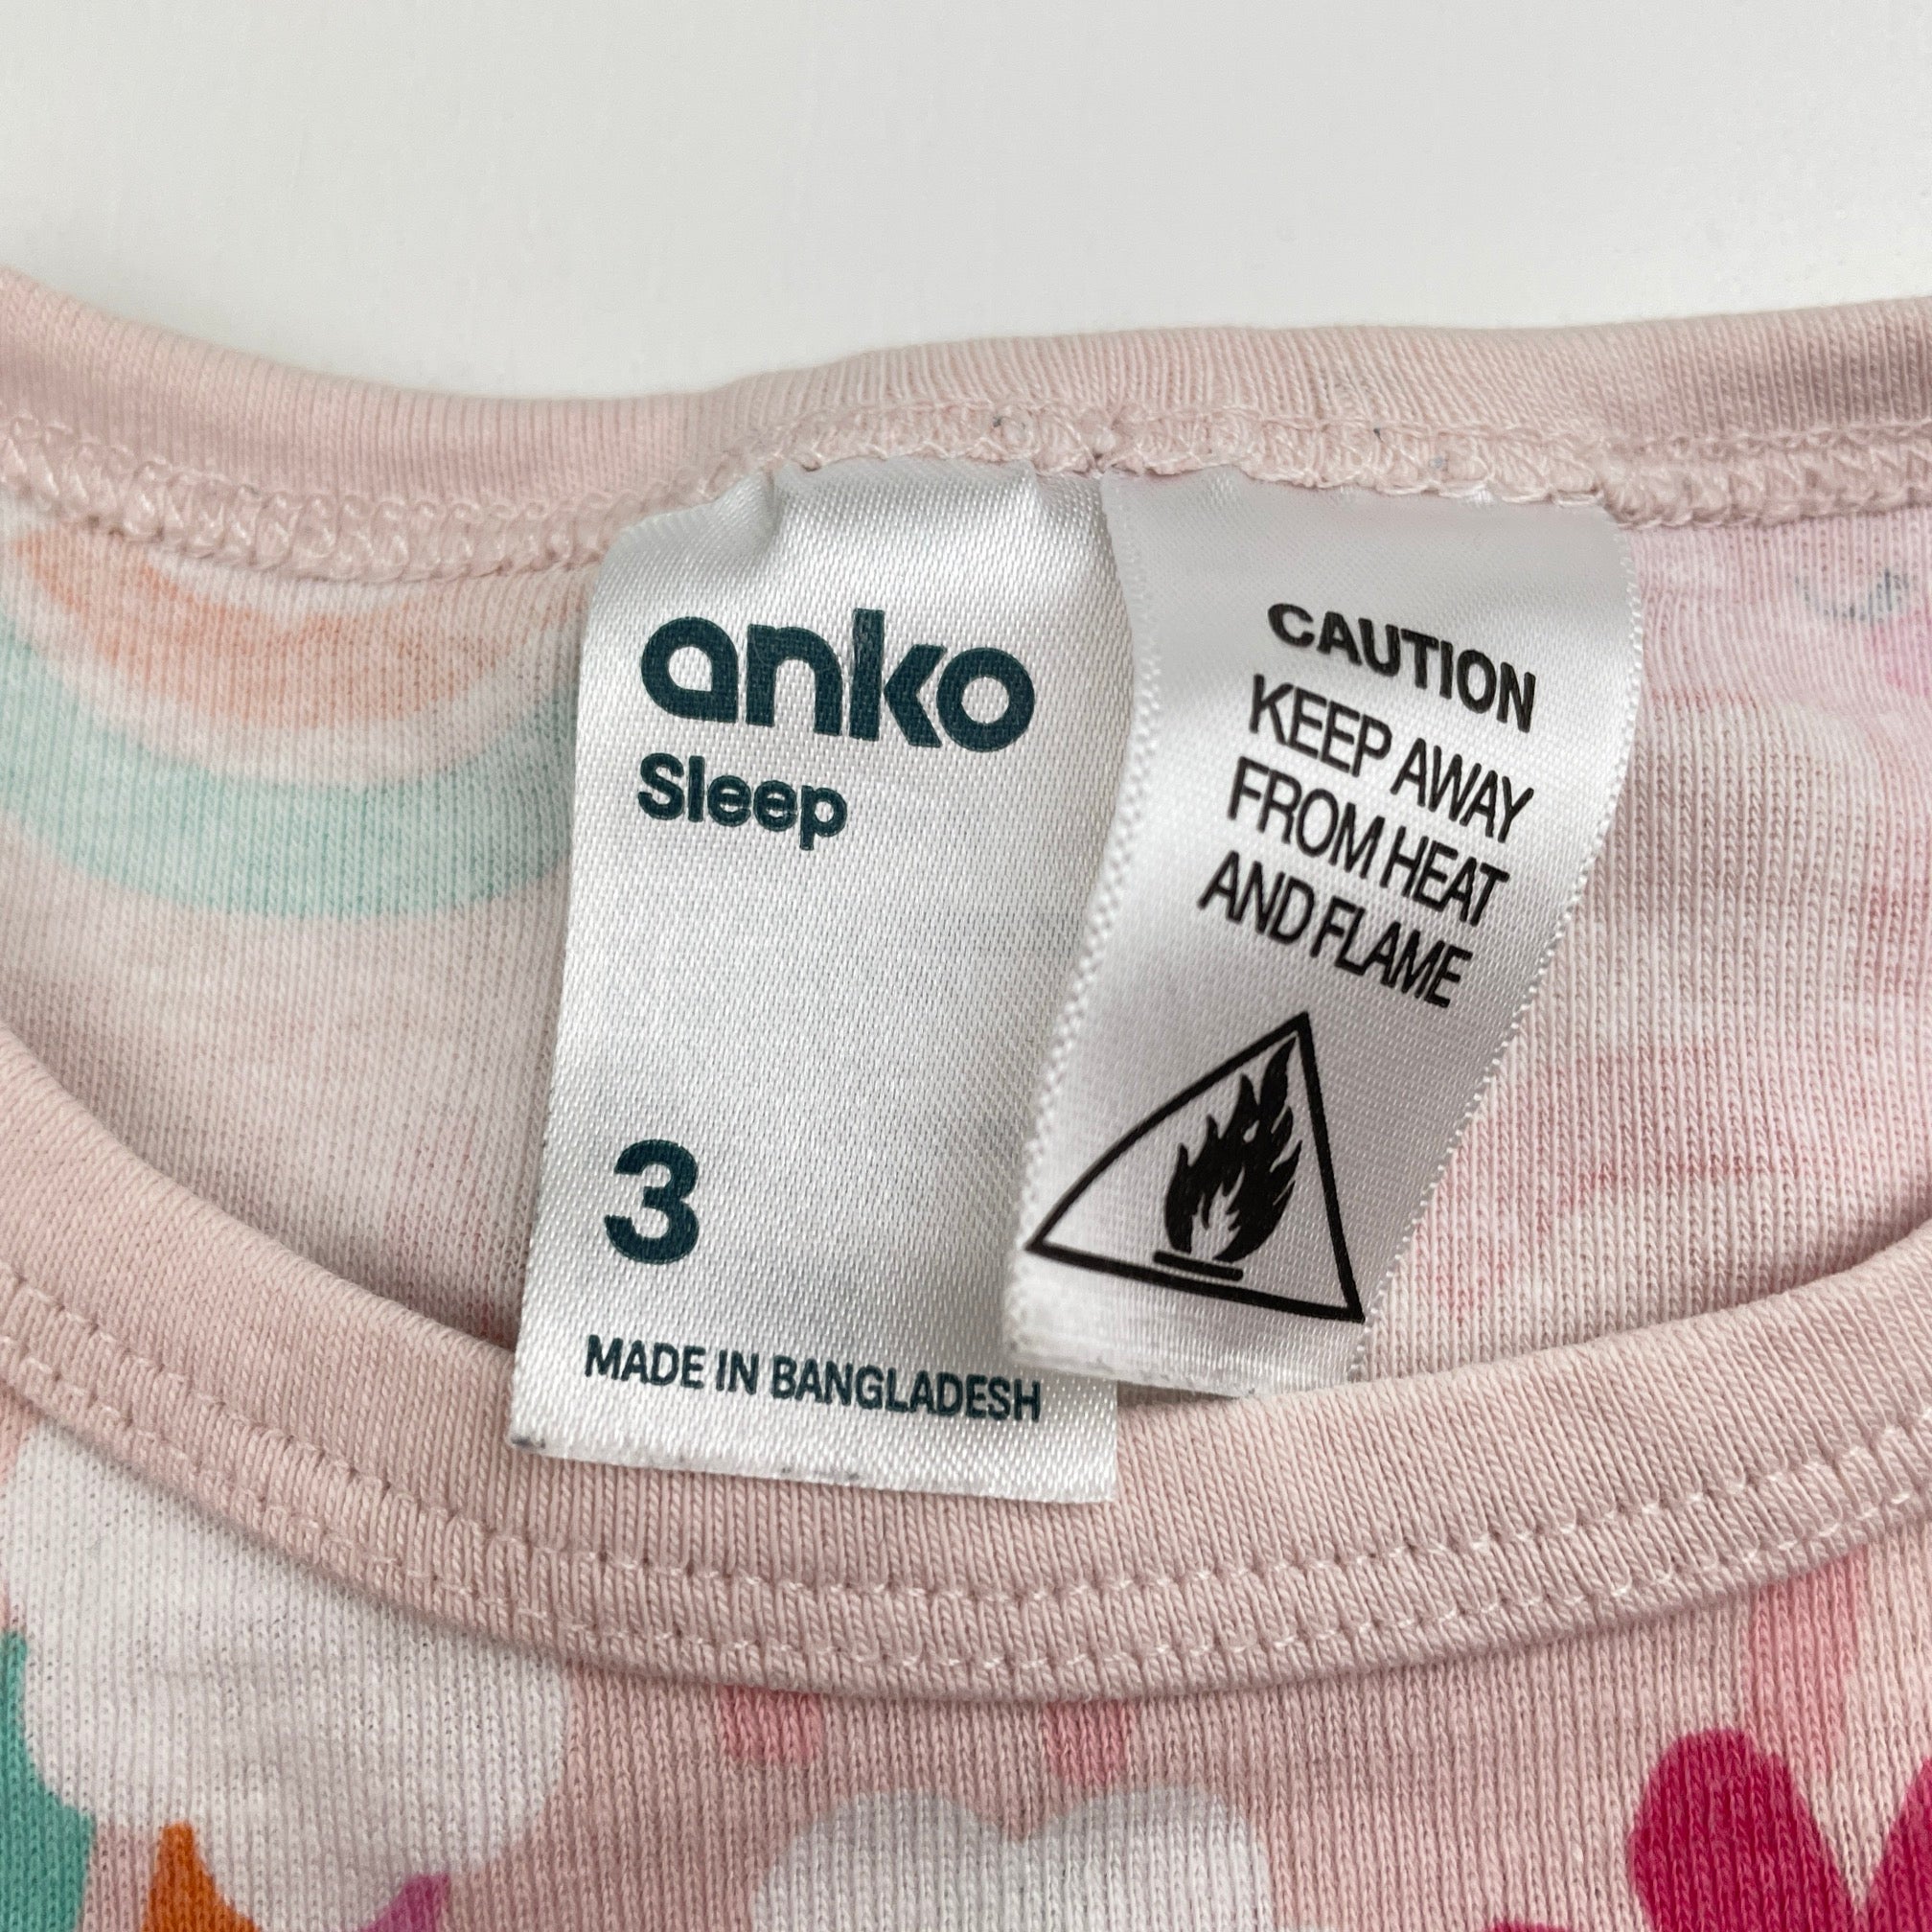 anko
Sleep
3
MADE IN BANGLADESH
CAUTION
KEEP AWAY
FROM HEAT
AND FLAME